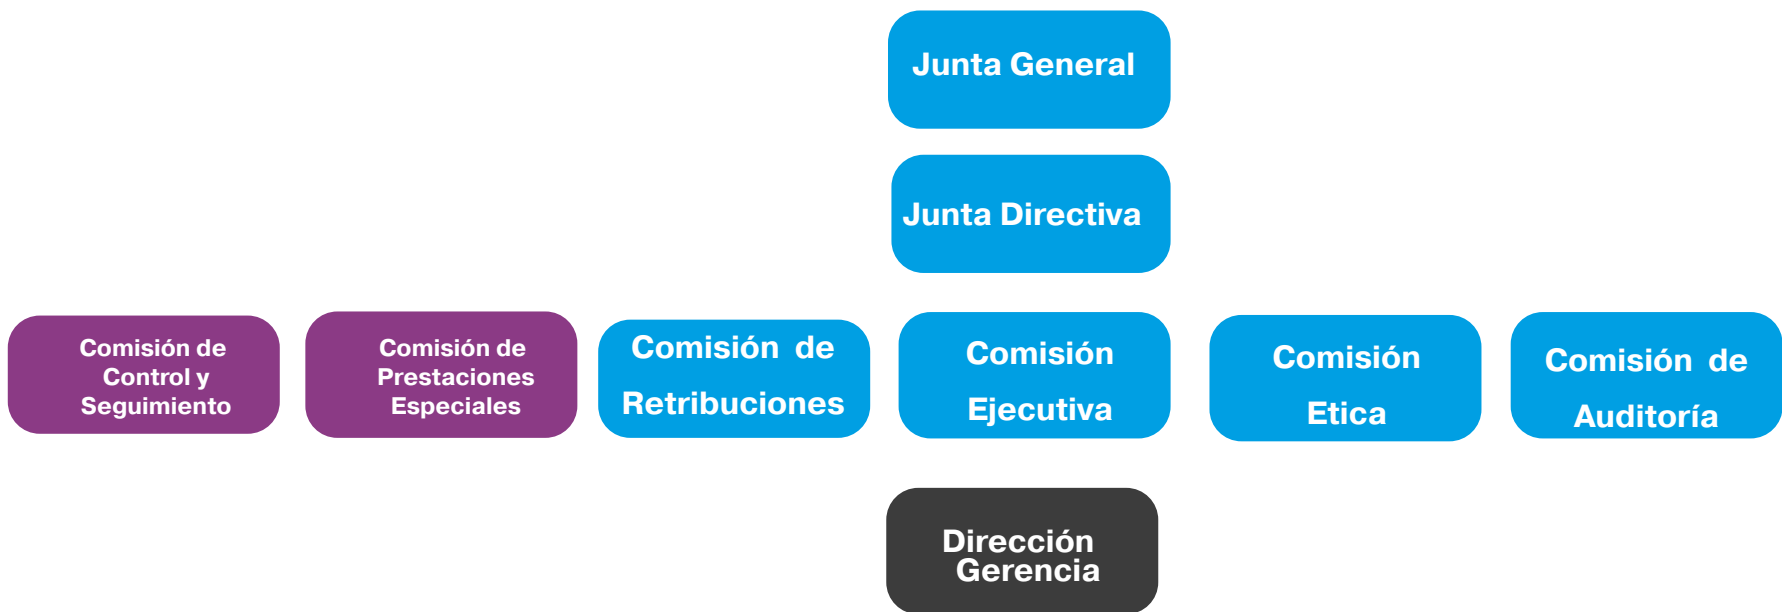 Junta General
Junta Directiva
Comisión de
Control y
Seguimiento
Comisión de
Prestaciones
Especiales
Comisión de
Retribuciones
Comisión
Ejecutiva
Comisión
Etica
Comisión de
Auditoría
Dirección
Gerencia